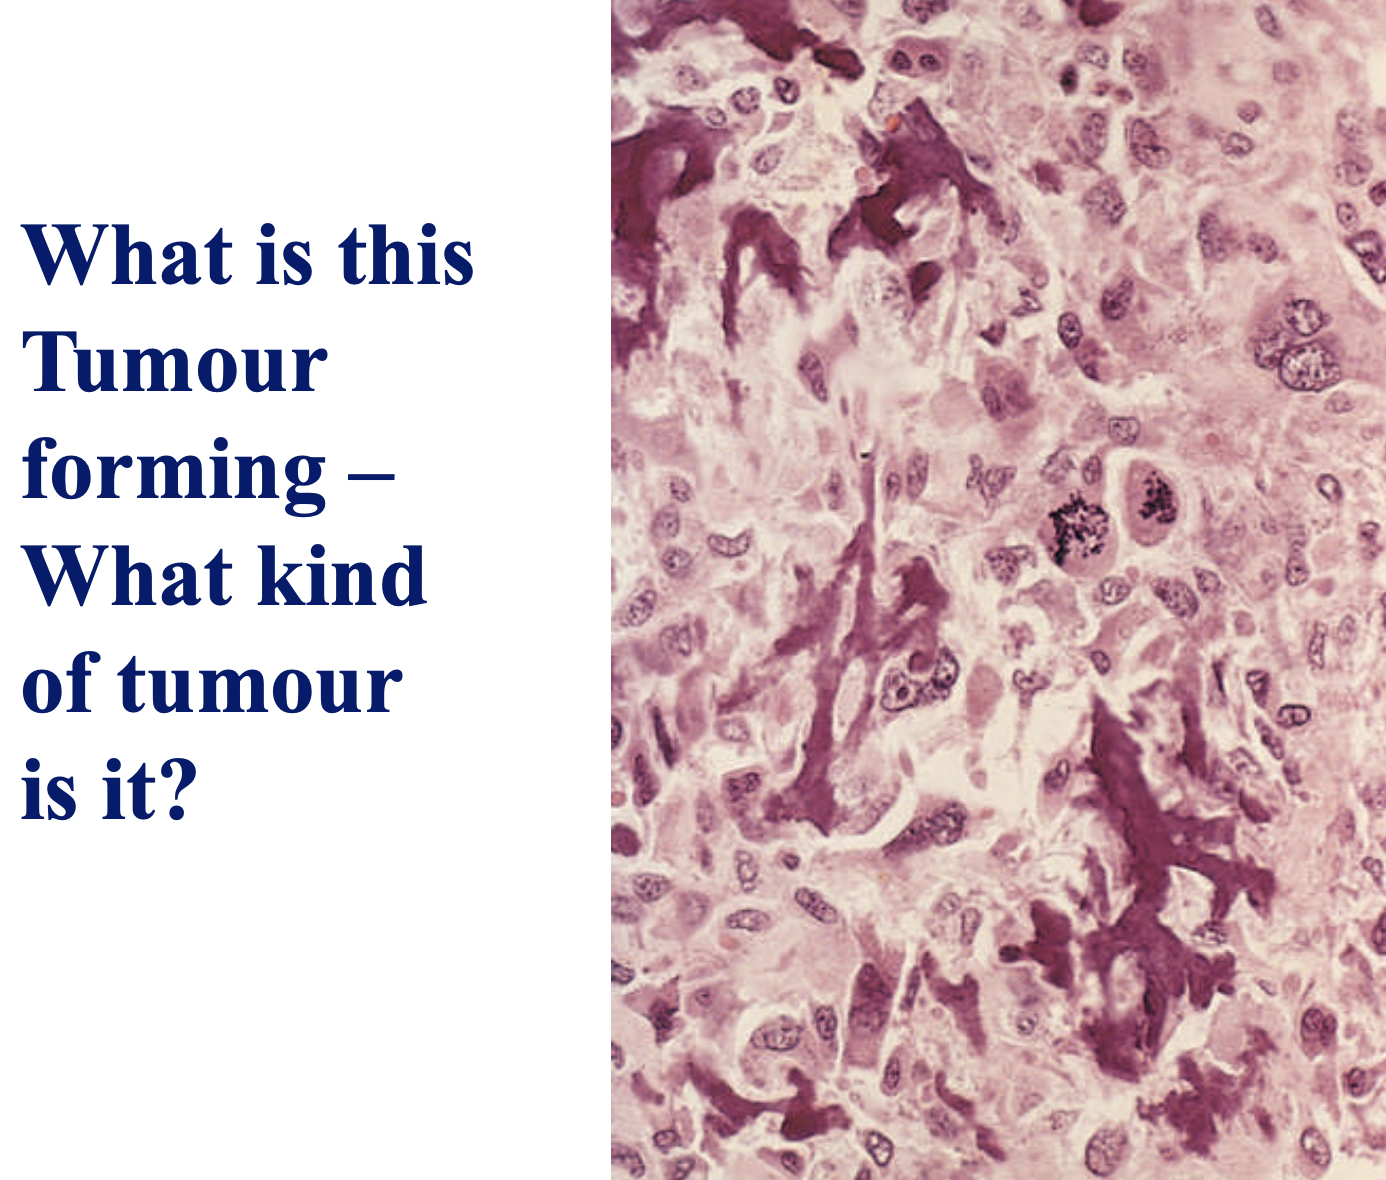 What is this
Tumour
forming –
What kind
of tumour
is it?